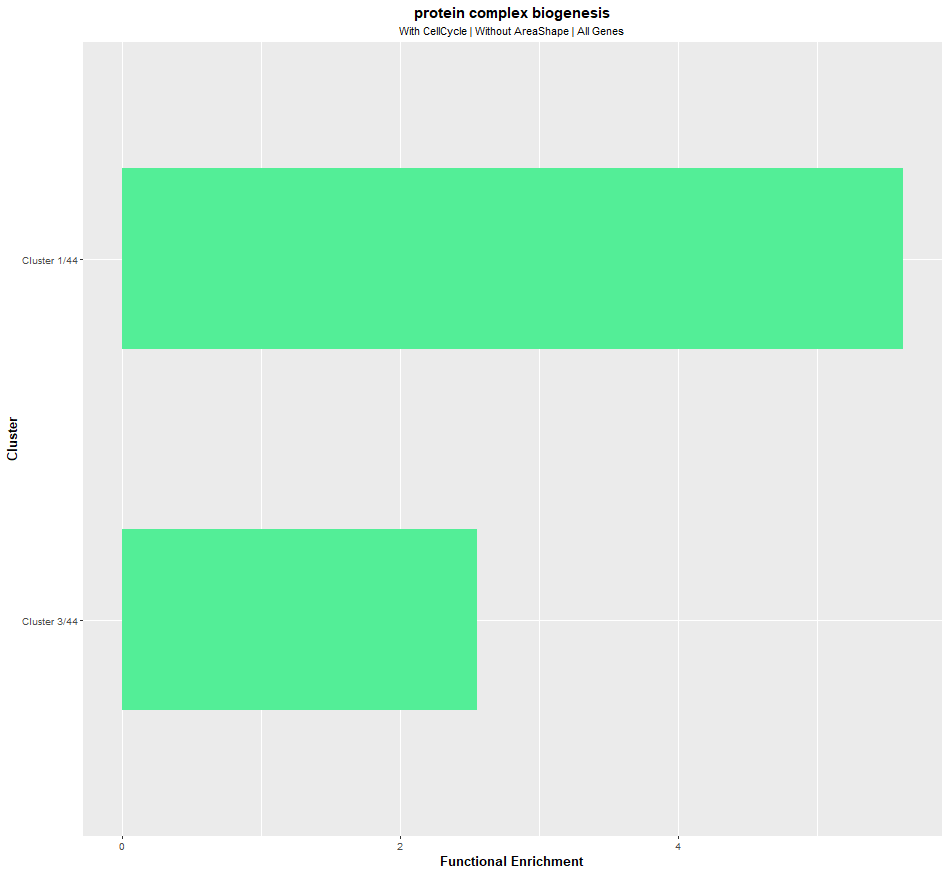 protein complex biogenesis
With CellCycle | Without AreaShape | All Genes
Cluster
Cluster 1/44
Cluster 3/44
0 2 4
Functional Enrichment